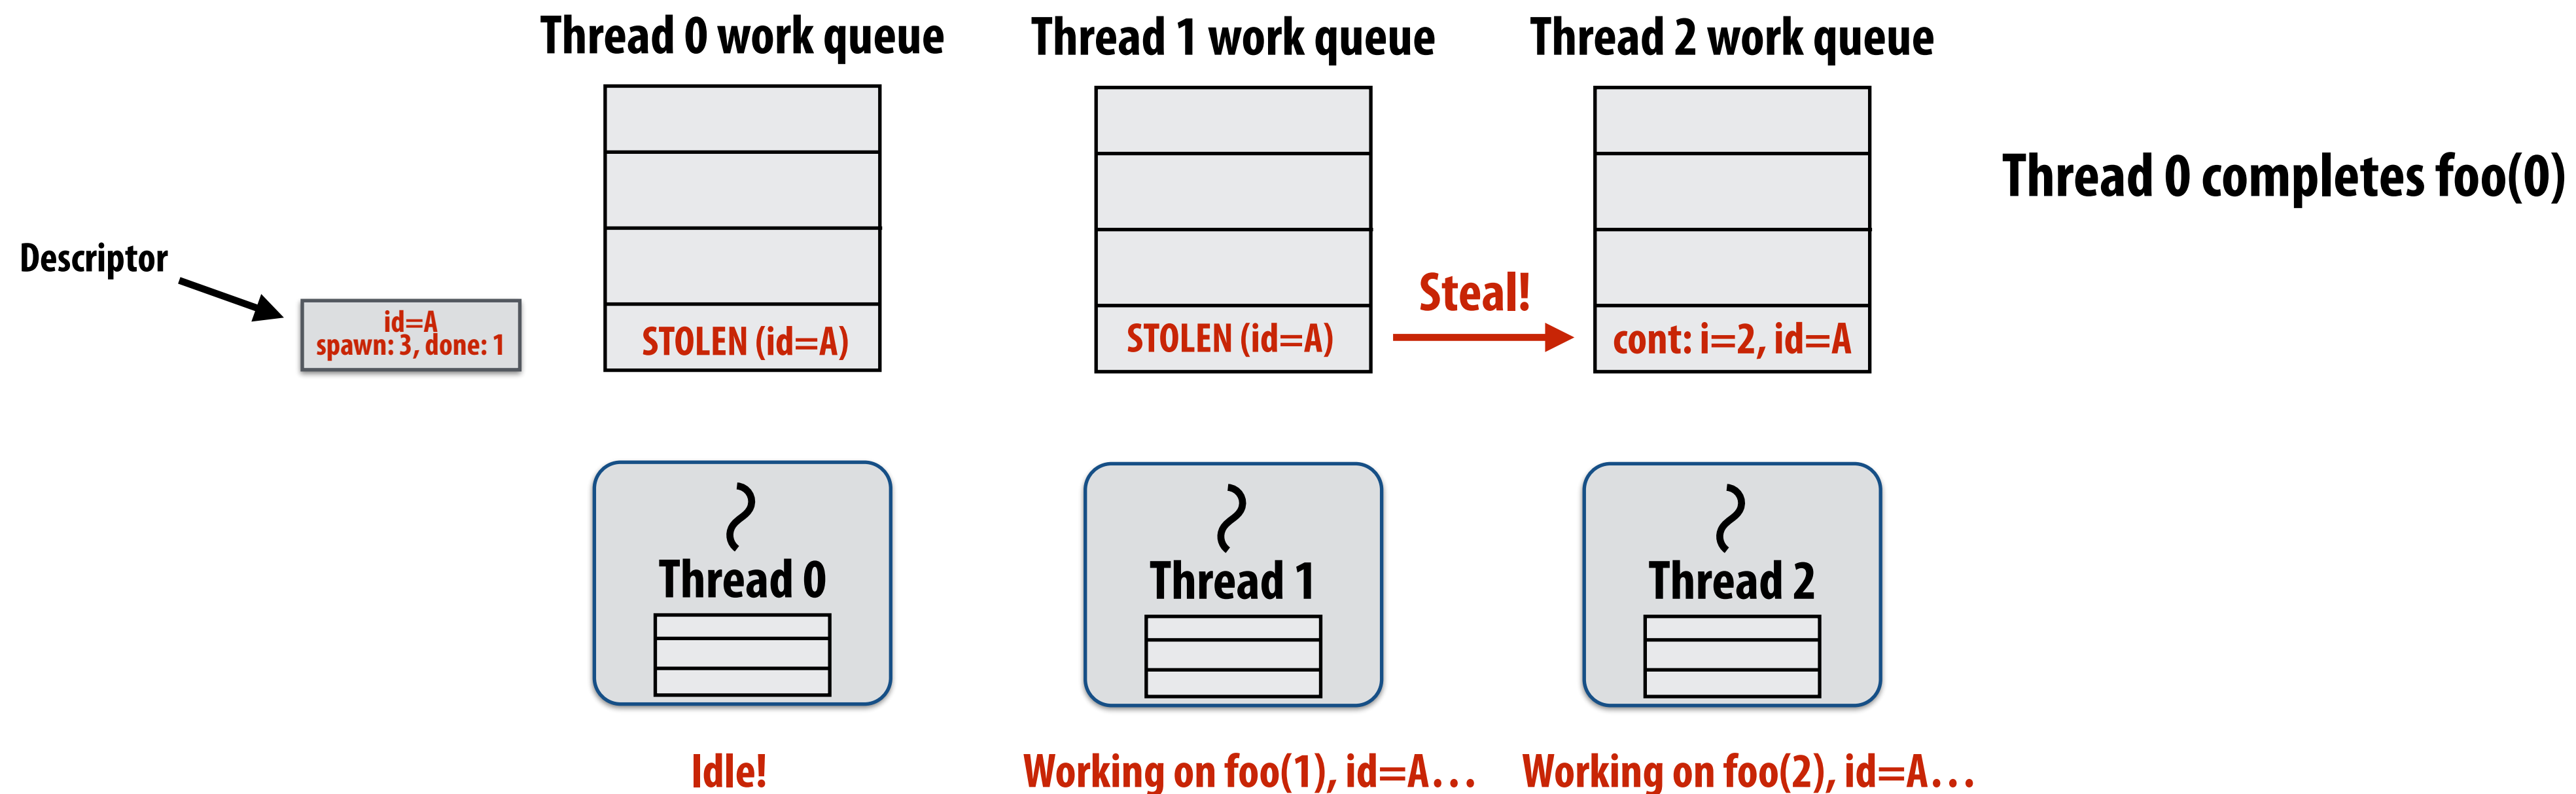 Thread 0 work queue
Thread 1 work queue
Thread 2 work queue
Thread 0 completes foo(0)
Descriptor
id=A
spawn: 3, done: 1
STOLEN (id=A)
STOLEN (id=A)
Steal!
cont: i=2, id=A
Thread 0
Thread 1
Thread 2
Idle!
Working on foo(1), id=A…
Working on foo(2), id=A…